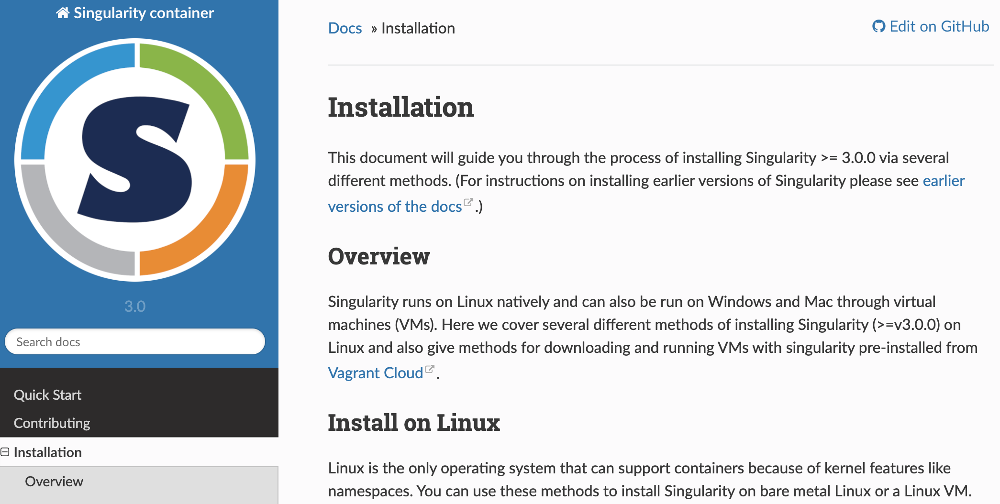 Singularity container
S
3.0
Search docs
Quick Start
Contributing
Installation
Overview
Docs » Installation
Edit on GitHub
Installation
This document will guide you through the process of installing Singularity >= 3.0.0 via several
different methods. (For instructions on installing earlier versions of Singularity please see earlier
versions of the docs .)
Overview
Singularity runs on Linux natively and can also be run on Windows and Mac through virtual
machines (VMs). Here we cover several different methods of installing Singularity (>=v3.0.0) on
Linux and also give methods for downloading and running VMs with singularity pre-installed from
Vagrant Cloud .
Install on Linux
Linux is the only operating system that can support containers because of kernel features like
namespaces. You can use these methods to install Singularity on bare metal Linux or a Linux VM.